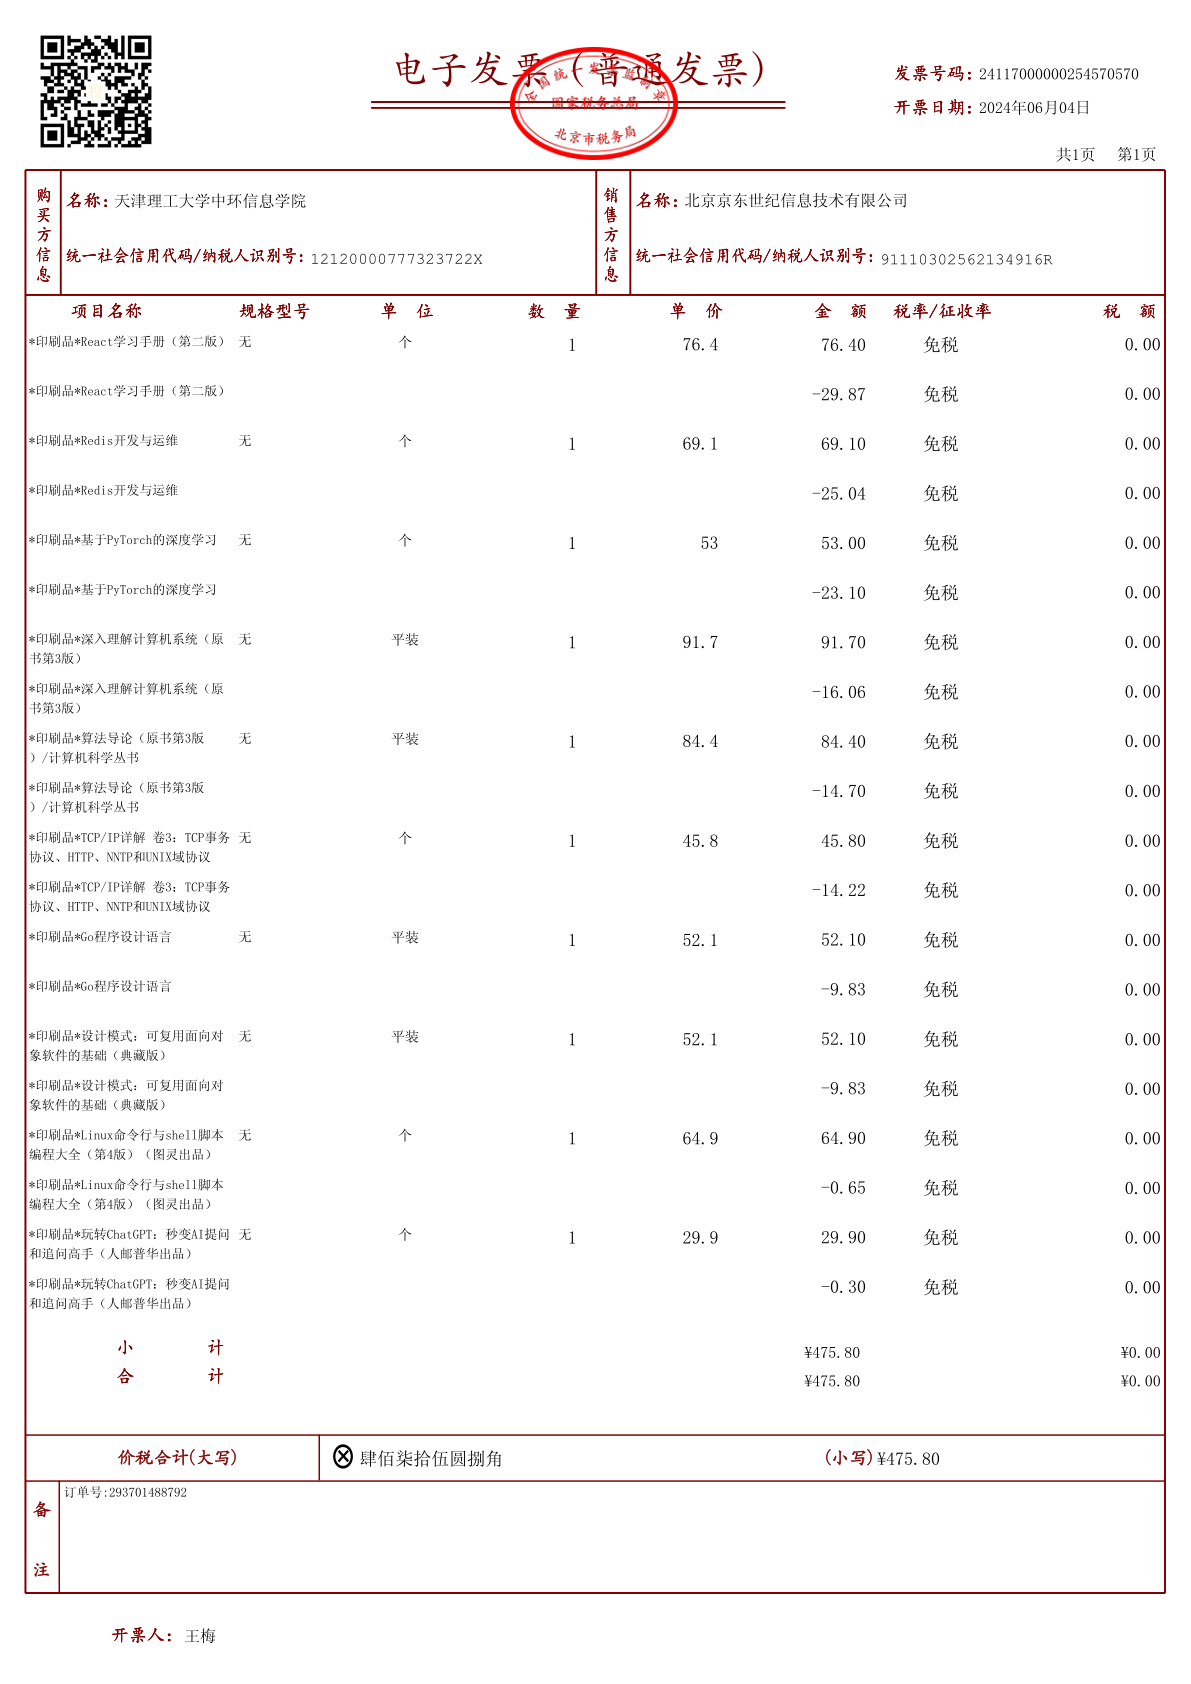 电子发票（普通发票）
全国统一发票监制章
国家税务总局
北京市税务局
发票号码：24117000000254570570
开票日期：2024年06月04日
共1页 第1页
购买方信息
名称：天津理工大学中环信息学院
统一社会信用代码/纳税人识别号：12120000777323722X
销售方信息
名称：北京京东世纪信息技术有限公司
统一社会信用代码/纳税人识别号：91110302562134916R
项目名称 规格型号 单 位 数 量 单 价 金 额 税率/征收率 税 额
*印刷品*React学习手册（第二版） 无 个 1 76.4 76.40 免税 0.00
*印刷品*React学习手册（第二版） -29.87 免税 0.00
*印刷品*Redis开发与运维 无 个 1 69.1 69.10 免税 0.00
*印刷品*Redis开发与运维 -25.04 免税 0.00
*印刷品*基于PyTorch的深度学习 无 个 1 53 53.00 免税 0.00
*印刷品*基于PyTorch的深度学习 -23.10 免税 0.00
*印刷品*深入理解计算机系统（原 无 平装 1 91.7 91.70 免税 0.00
书第3版）
*印刷品*深入理解计算机系统（原 -16.06 免税 0.00
书第3版）
*印刷品*算法导论（原书第3版 无 平装 1 84.4 84.40 免税 0.00
）/计算机科学丛书
*印刷品*算法导论（原书第3版 -14.70 免税 0.00
）/计算机科学丛书
*印刷品*TCP/IP详解 卷3：TCP事务 无 个 1 45.8 45.80 免税 0.00
协议、HTTP、NNTP和UNIX域协议
*印刷品*TCP/IP详解 卷3：TCP事务 -14.22 免税 0.00
协议、HTTP、NNTP和UNIX域协议
*印刷品*Go程序设计语言 无 平装 1 52.1 52.10 免税 0.00
*印刷品*Go程序设计语言 -9.83 免税 0.00
*印刷品*设计模式：可复用面向对 无 平装 1 52.1 52.10 免税 0.00
象软件的基础（典藏版）
*印刷品*设计模式：可复用面向对 -9.83 免税 0.00
象软件的基础（典藏版）
*印刷品*Linux命令行与shell脚本 无 个 1 64.9 64.90 免税 0.00
编程大全（第4版）（图灵出品）
*印刷品*Linux命令行与shell脚本 -0.65 免税 0.00
编程大全（第4版）（图灵出品）
*印刷品*玩转ChatGPT：秒变AI提问 无 个 1 29.9 29.90 免税 0.00
和追问高手（人邮普华出品）
*印刷品*玩转ChatGPT：秒变AI提问 -0.30 免税 0.00
和追问高手（人邮普华出品）
小 计 ¥475.80 ¥0.00
合 计 ¥475.80 ¥0.00
价税合计(大写) ⓧ 肆佰柒拾伍圆捌角 (小写) ¥475.80
备注
订单号:293701488792
开票人：王梅